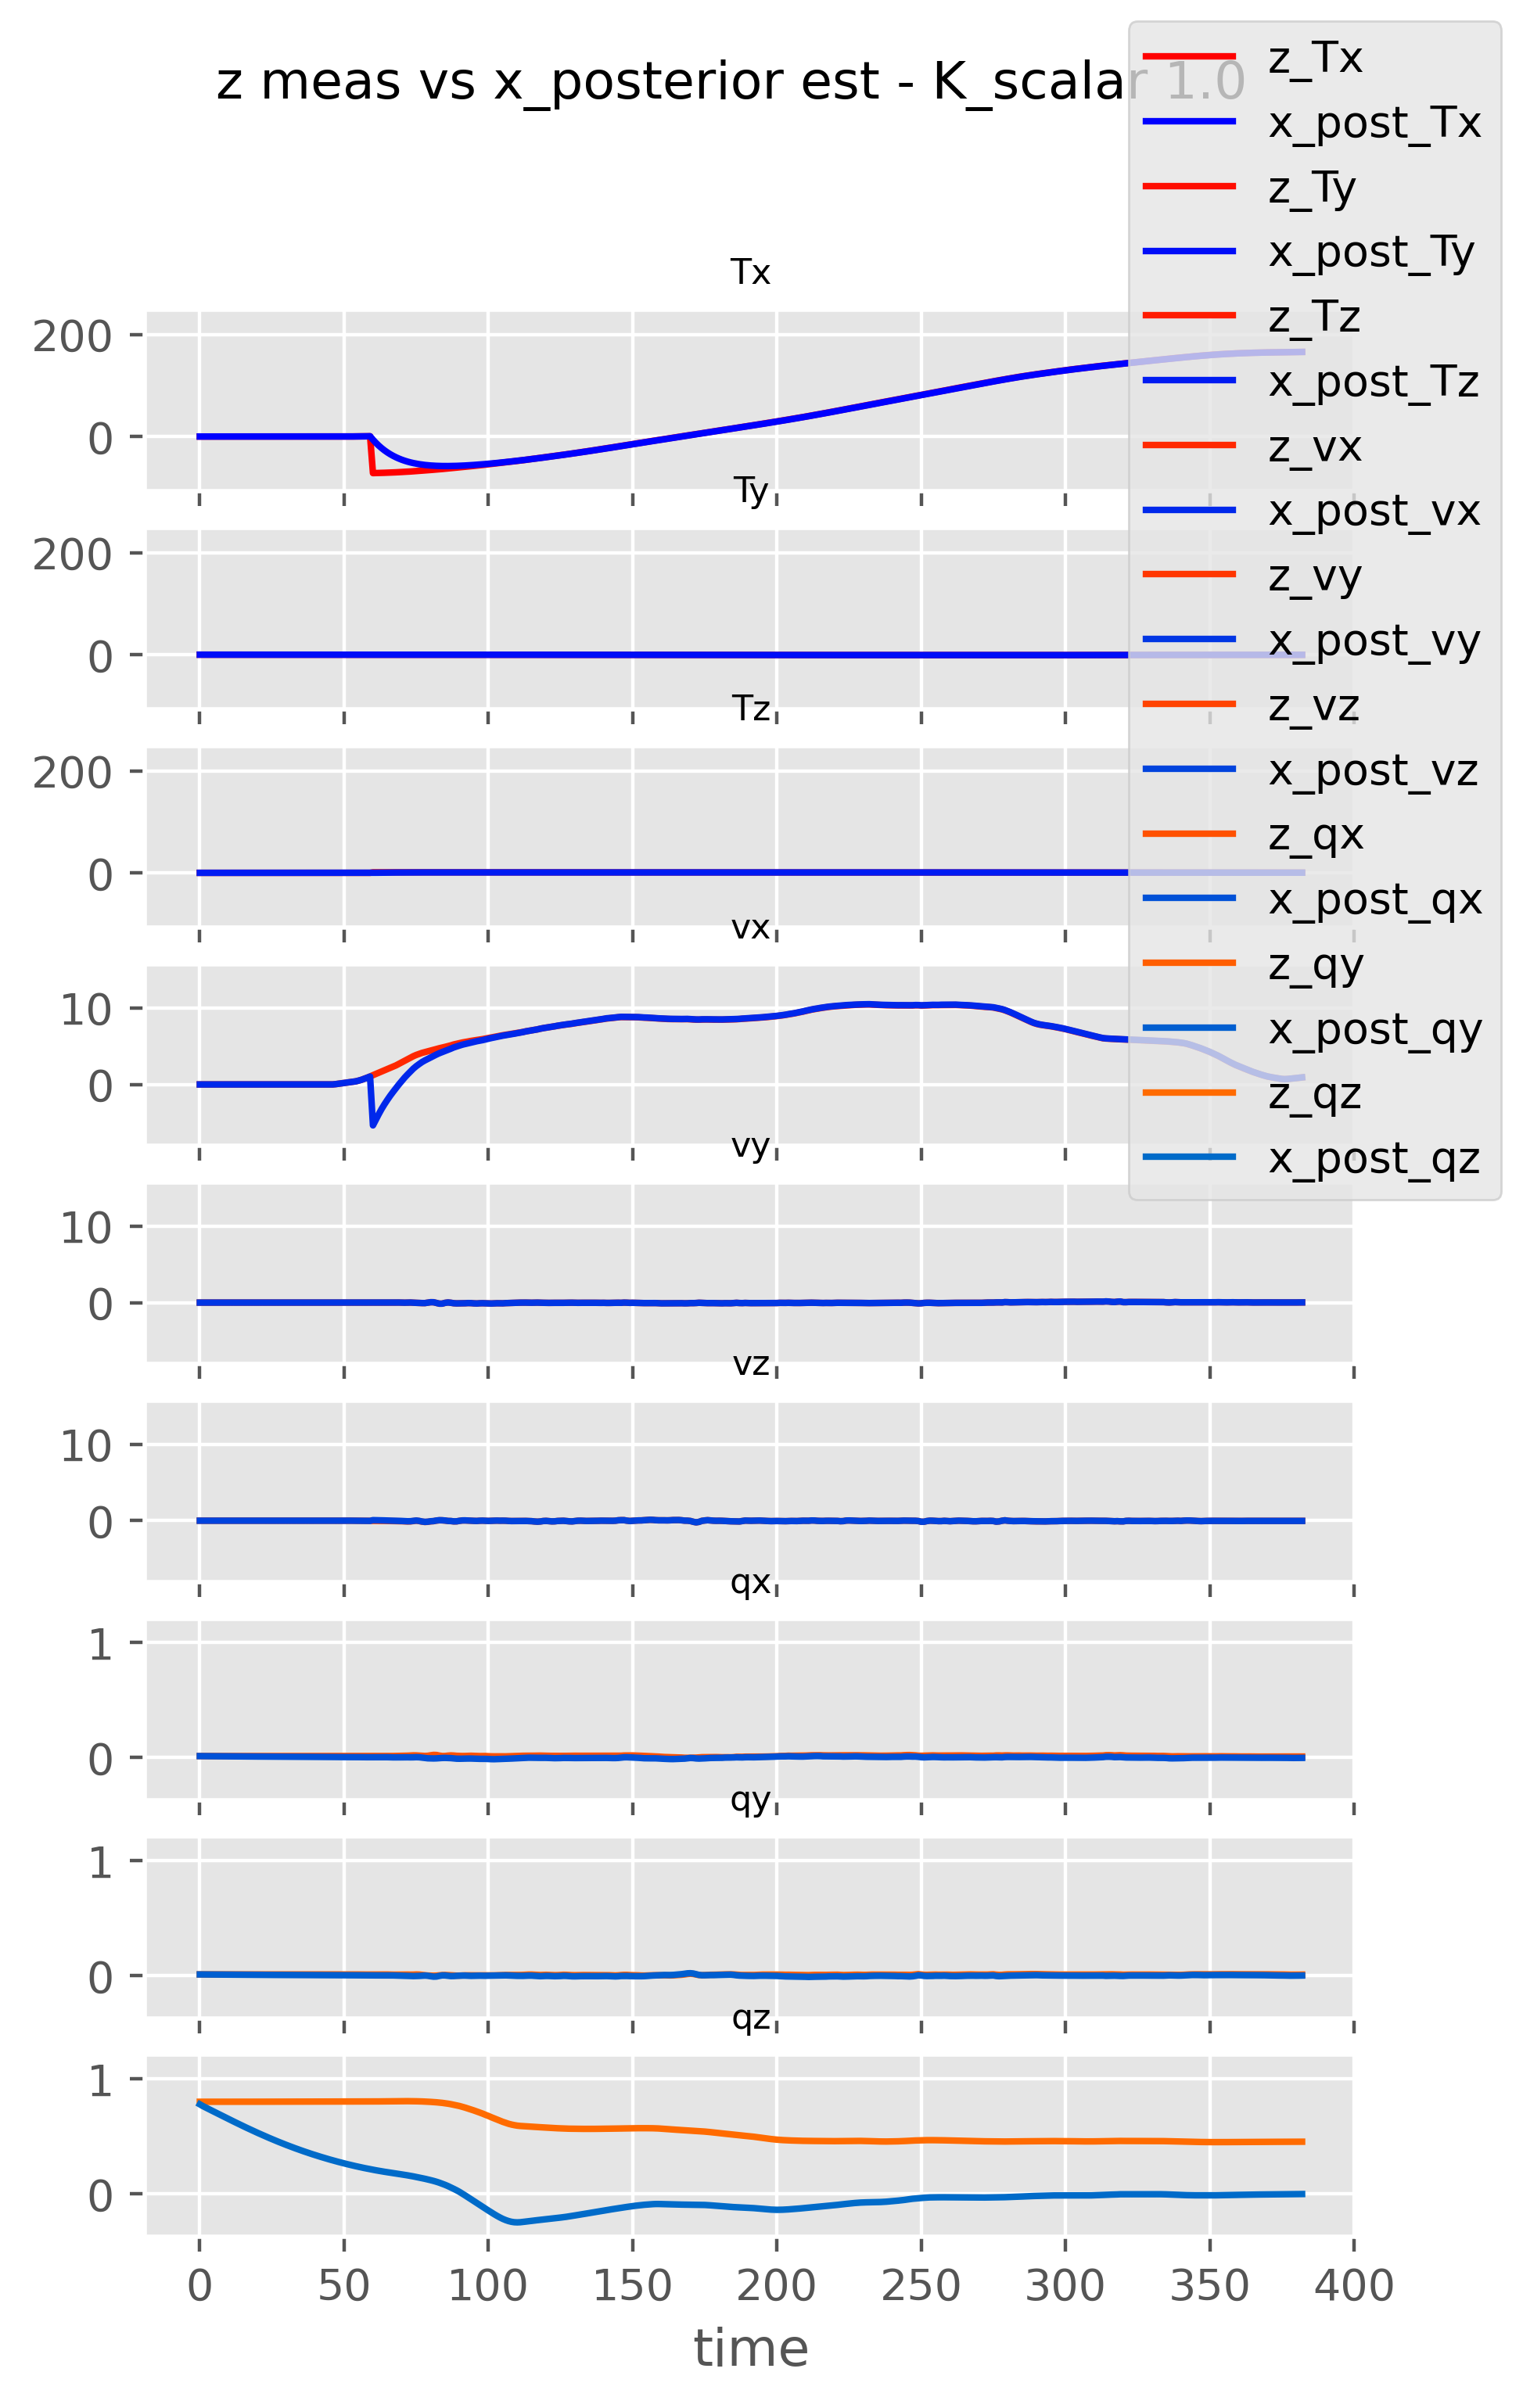 z meas vs x_posterior est - K_scalar 1.0
z_Tx
x_post_Tx
z_Ty
x_post_Ty
z_Tz
x_post_Tz
z_vx
x_post_vx
z_vy
x_post_vy
z_vz
x_post_vz
z_qx
x_post_qx
z_qy
x_post_qy
z_qz
x_post_qz
Tx
200
0
Ty
200
0
Tz
200
0
vx
10
0
vy
10
0
vz
10
0
qx
1
0
qy
1
0
qz
1
0
0 50 100 150 200 250 300 350 400
time